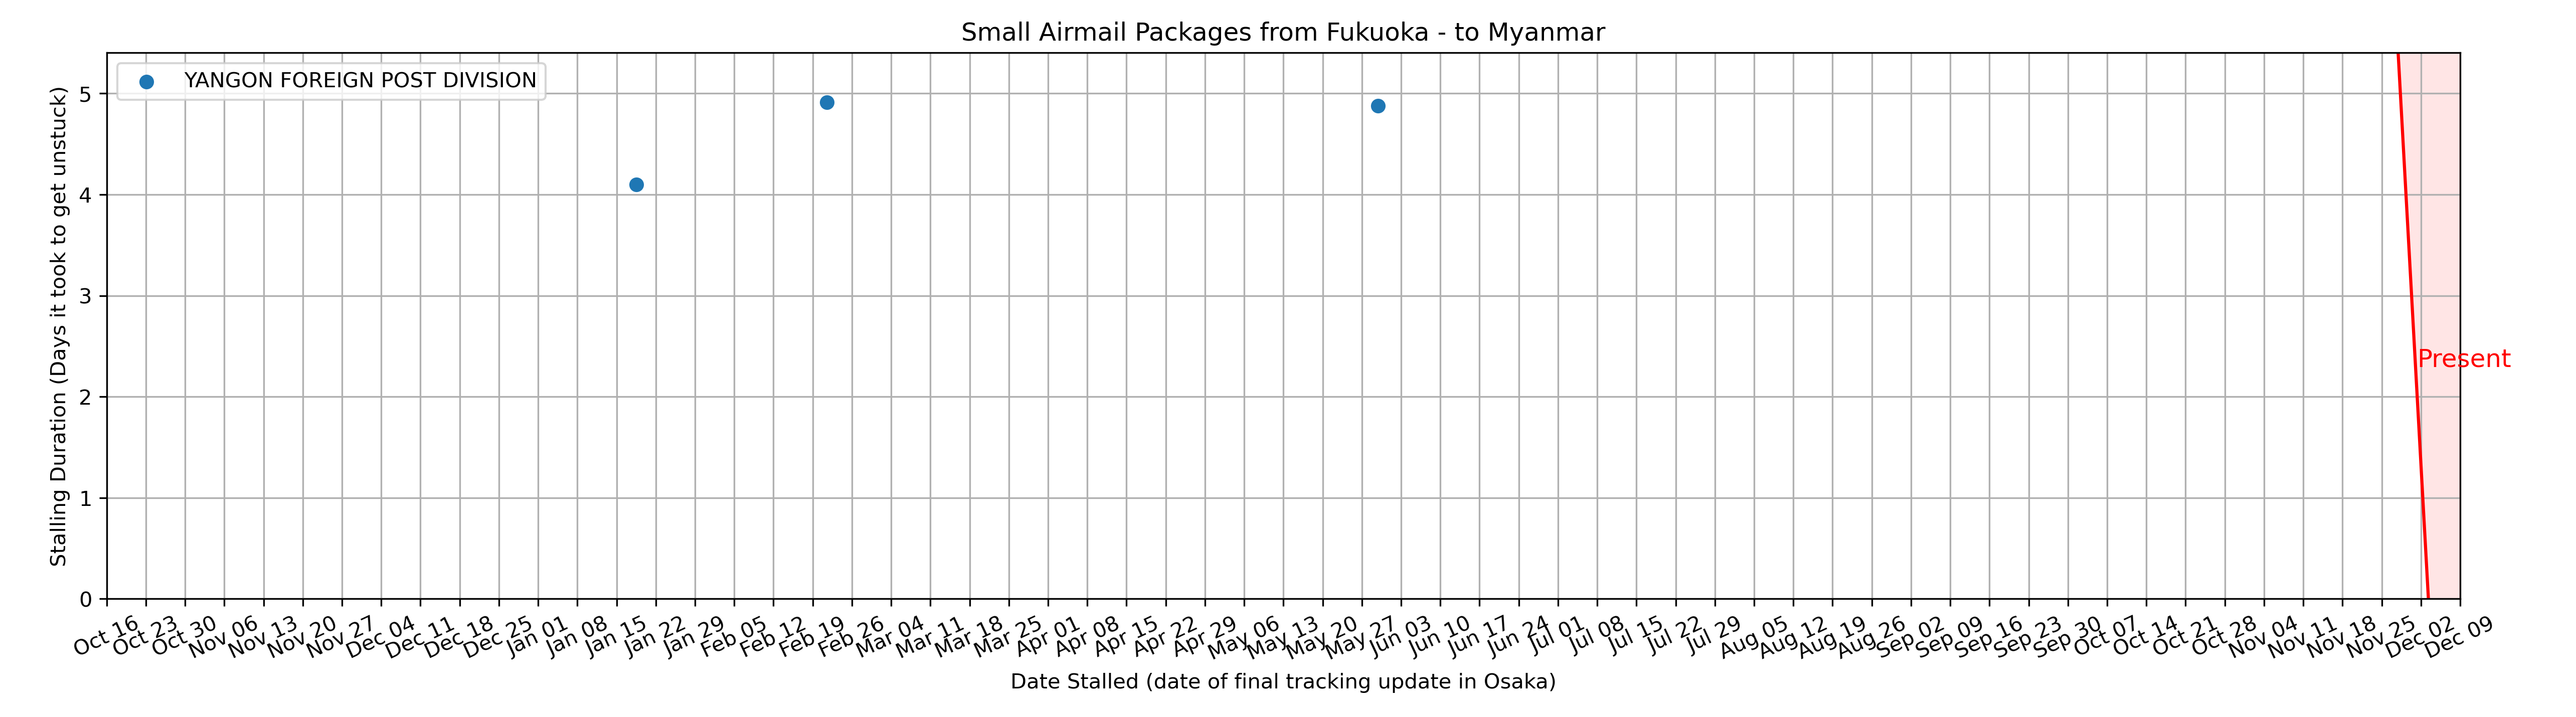 Small Airmail Packages from Fukuoka - to Myanmar
YANGON FOREIGN POST DIVISION
Stalling Duration (Days it took to get unstuck)
5
4
3
2
1
0
Present
Oct 16 Oct 23 Oct 30 Nov 06 Nov 13 Nov 20 Nov 27 Dec 04 Dec 11 Dec 18 Dec 25 Jan 01 Jan 08 Jan 15 Jan 22 Jan 29 Feb 05 Feb 12 Feb 19 Feb 26 Mar 04 Mar 11 Mar 18 Mar 25 Apr 01 Apr 08 Apr 15 Apr 22 Apr 29 May 06 May 13 May 20 May 27 Jun 03 Jun 10 Jun 17 Jun 24 Jul 01 Jul 08 Jul 15 Jul 22 Jul 29 Aug 05 Aug 12 Aug 19 Aug 26 Sep 02 Sep 09 Sep 16 Sep 23 Sep 30 Oct 07 Oct 14 Oct 21 Oct 28 Nov 04 Nov 11 Nov 18 Nov 25 Dec 02 Dec 09
Date Stalled (date of final tracking update in Osaka)